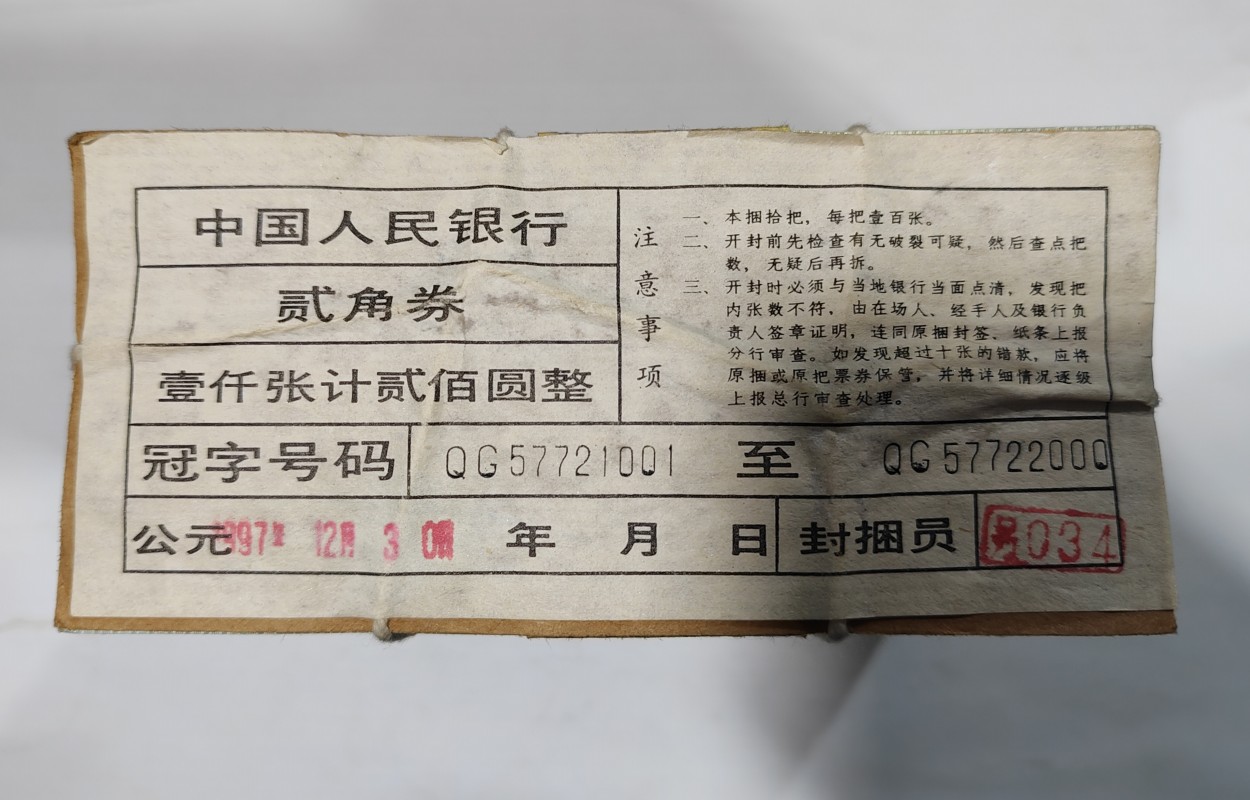 中国人民银行
贰角券
壹仟张计贰佰圆整
注意事项
一、本捆拾把，每把壹百张。
二、开封前先检查有无破裂可疑，然后查点把
数，无疑后再拆。
三、开封时必须与当地银行当面点清，发现把
内张数不符，由在场人、经手人及银行负
责人签章证明，连同原捆封签、纸条上报
分行审查。如发现超过十张的错款，应将
原捆或原把票券保管，并将详细情况逐级
上报总行审查处理。
冠字号码 QG57721001 至 QG57722000
公元 1997年 12月 3 年 月 日 封捆员 034